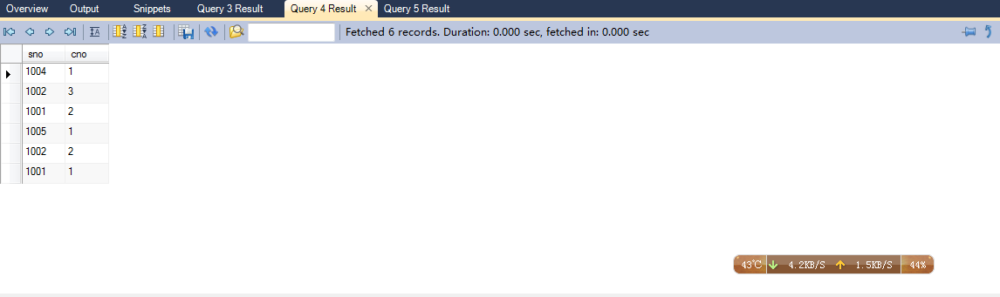 Overview Output Snippets Query 3 Result Query 4 Result Query 5 Result
Fetched 6 records. Duration: 0.000 sec, fetched in: 0.000 sec
sno cno
1004 1
1002 3
1001 2
1005 1
1002 2
1001 1
43℃ 4.2KB/S 1.5KB/S 44%